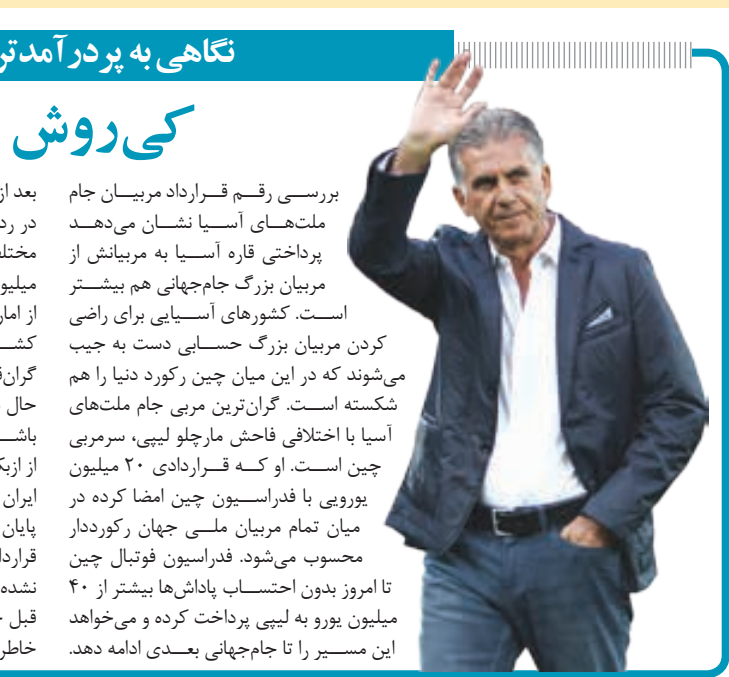 نگاهی به پردرآمدتر
کی‌روش
بررسی رقم قرارداد مربیان جام
ملت‌های آسیا نشان می‌دهد
پرداختی قاره آسیا به مربیانش از
مربیان بزرگ جام‌جهانی هم بیشتر
است. کشورهای آسیایی برای راضی
کردن مربیان بزرگ حسابی دست به جیب
می‌شوند که در این میان چین رکورد دنیا را هم
شکسته است. گران‌ترین مربی جام ملت‌های
آسیا با اختلافی فاحش مارچلو لیپی، سرمربی
چین است. او که قراردادی ۲۰ میلیون
یورویی با فدراسیون چین امضا کرده در
میان تمام مربیان ملی جهان رکورددار
محسوب می‌شود. فدراسیون فوتبال چین
تا امروز بدون احتساب پاداش‌ها بیشتر از ۴۰
میلیون یورو به لیپی پرداخت کرده و می‌خواهد
این مسیر را تا جام‌جهانی بعدی ادامه دهد.
بعد از
در رد
مختلف
میلیو
از امار
کشـ
گران‌ق
حال
باشـ
از ازبک
ایران
پایان
قراردا
نشده
قبل
خاطر